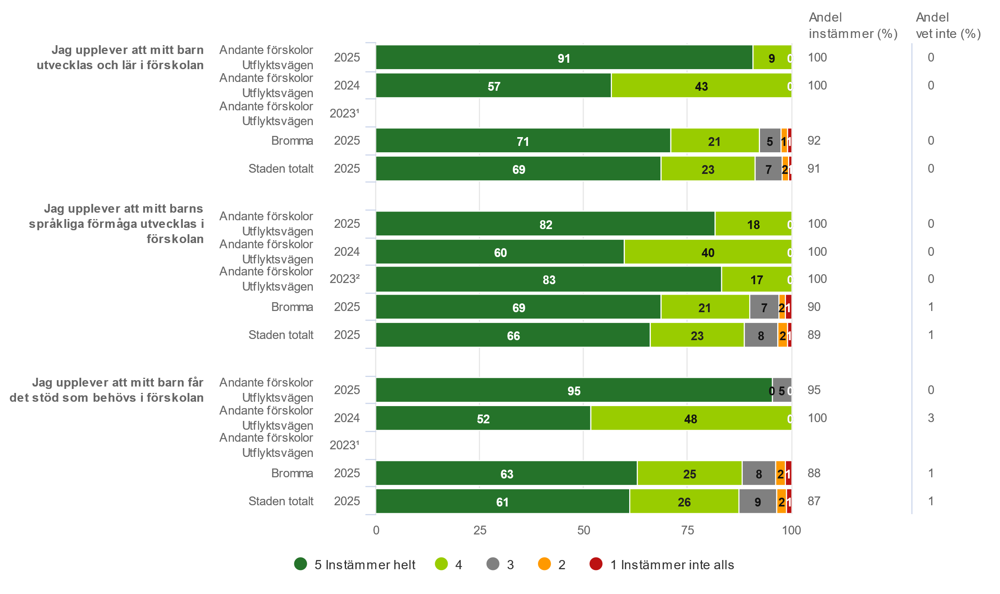 Andel
instämmer (%)
Andel
vet inte (%)
Jag upplever att mitt barn
utvecklas och lär i förskolan
Andante förskolor
Utflyktsvägen
2025
91
9
0
100
0
Andante förskolor
Utflyktsvägen
2024
57
43
0
100
0
Andante förskolor
Utflyktsvägen
2023¹
Bromma
2025
71
21
5
1
1
92
0
Staden totalt
2025
69
23
7
2
1
91
0
Jag upplever att mitt barns
språkliga förmåga utvecklas i
förskolan
Andante förskolor
Utflyktsvägen
2025
82
18
0
100
0
Andante förskolor
Utflyktsvägen
2024
60
40
0
100
0
Andante förskolor
Utflyktsvägen
2023²
83
17
0
100
0
Bromma
2025
69
21
7
2
1
90
1
Staden totalt
2025
66
23
8
2
1
89
1
Jag upplever att mitt barn får
det stöd som behövs i förskolan
Andante förskolor
Utflyktsvägen
2025
95
0
5
0
95
0
Andante förskolor
Utflyktsvägen
2024
52
48
0
100
3
Andante förskolor
Utflyktsvägen
2023¹
Bromma
2025
63
25
8
2
1
88
1
Staden totalt
2025
61
26
9
2
1
87
1
0
25
50
75
100
5 Instämmer helt
4
3
2
1 Instämmer inte alls